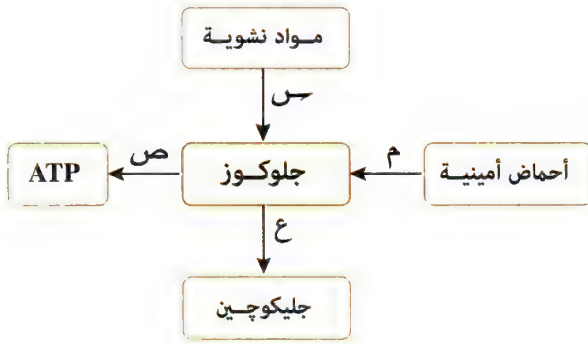 مواد نشوية
س
أحماض أمينية
م
جلوكوز
ص
ATP
ع
جليكوچين